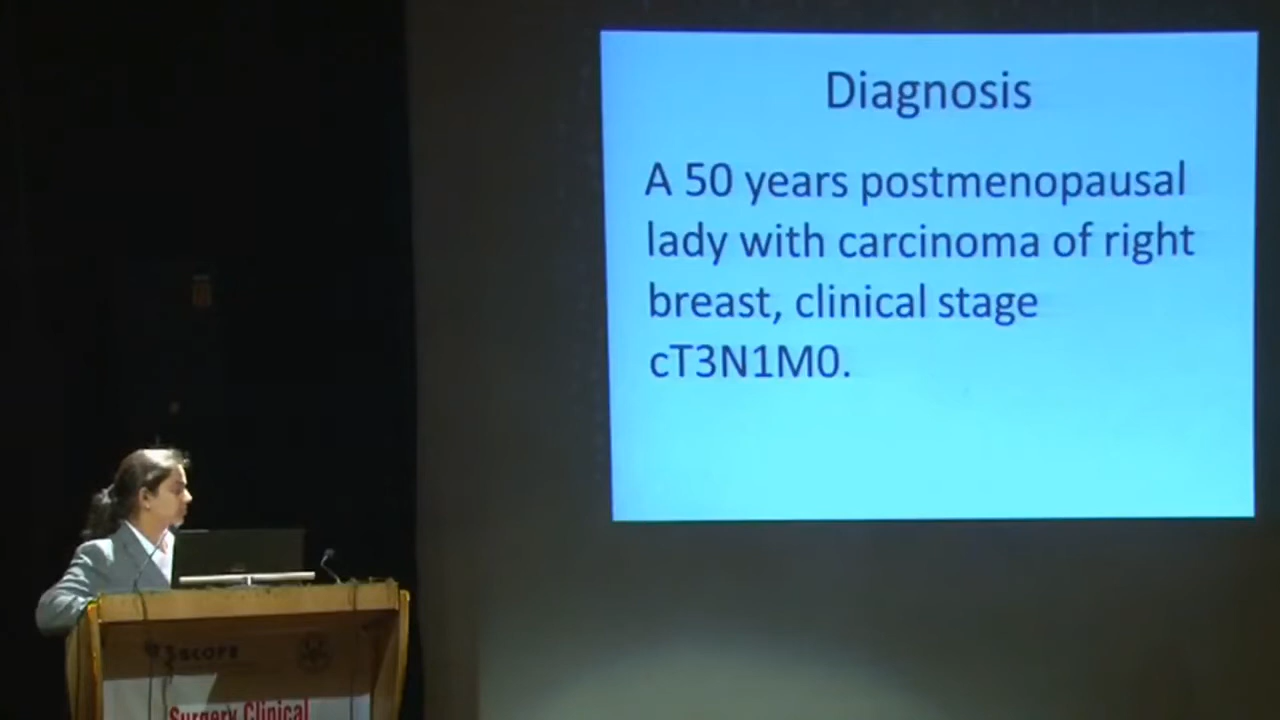 Diagnosis
A 50 years postmenopausal
lady with carcinoma of right
breast, clinical stage
cT3N1M0.
Surgery Clinical